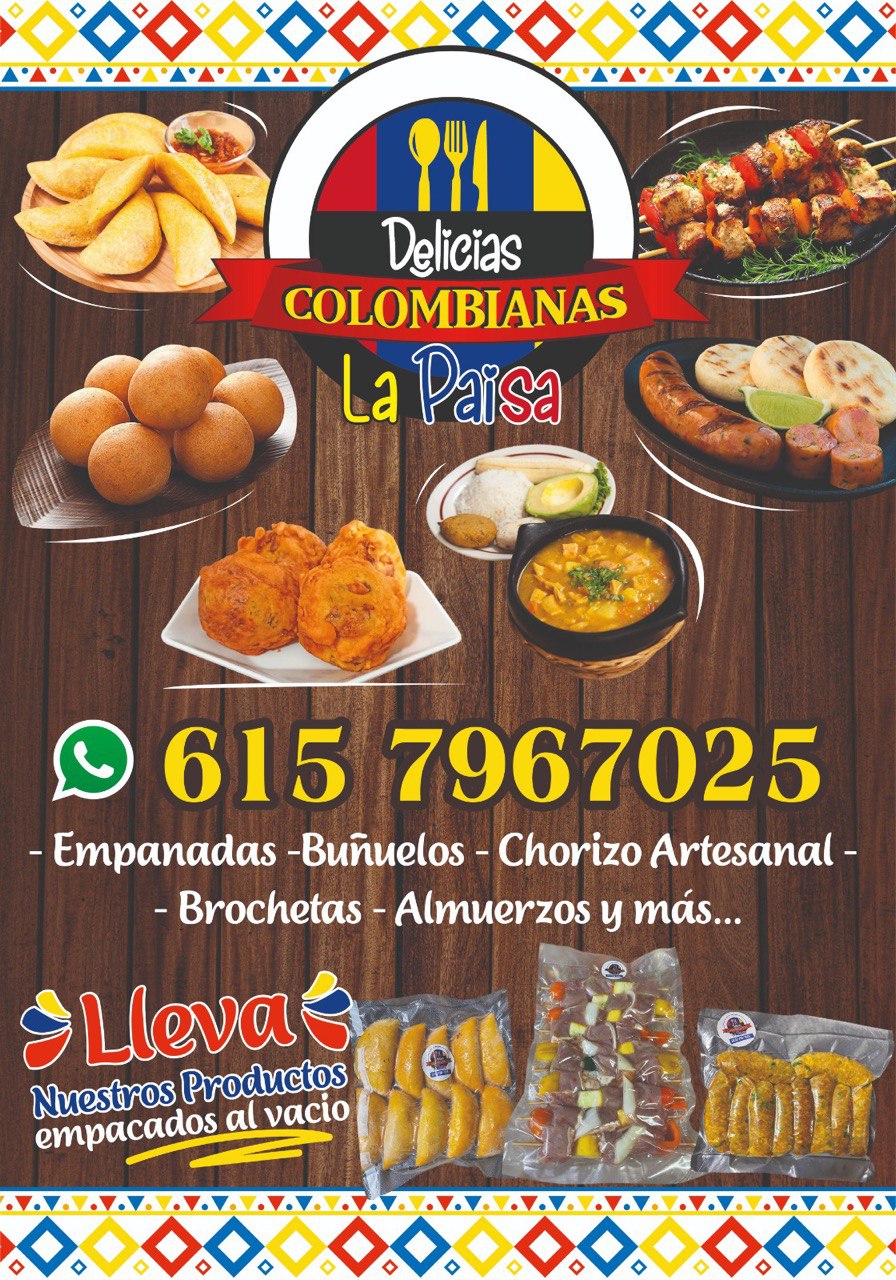 Delicias
COLOMBIANAS
La Paisa
615 7967025
- Empanadas -Buñuelos - Chorizo Artesanal -
- Brochetas - Almuerzos y más...
Lleva
Nuestros Productos
empacados al vacio